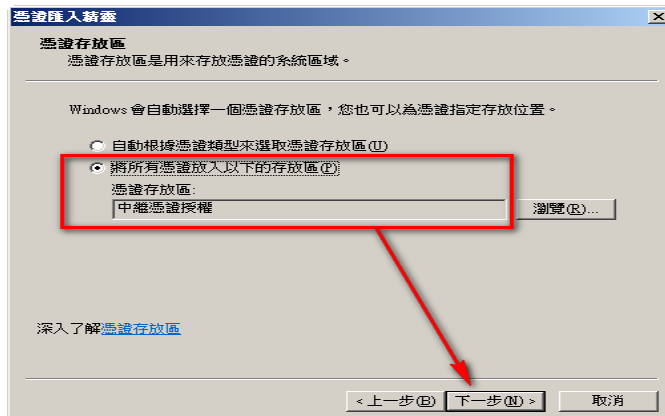 憑證匯入精靈
憑證存放區
憑證存放區是用來存放憑證的系統區域。
Windows 會自動選擇一個憑證存放區，您也可以為憑證指定存放位置。
自動根據憑證類型來選取憑證存放區(U)
將所有憑證放入以下的存放區(P)
憑證存放區:
中繼憑證授權
瀏覽(R)...
深入了解憑證存放區
< 上一步(B) 下一步(N) > 取消